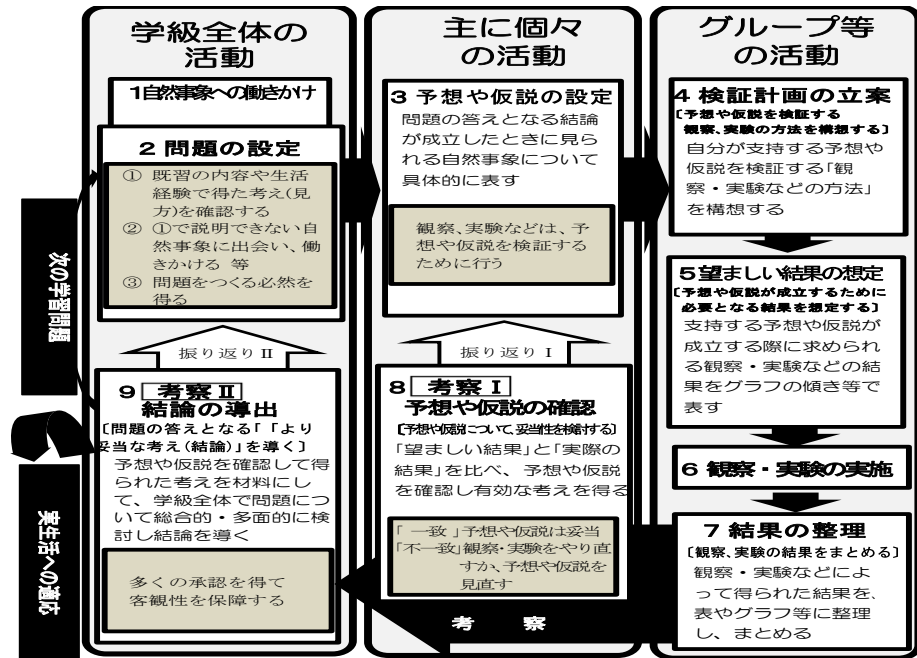 学級全体の
活動
1自然事象への働きかけ
2 問題の設定
① 既習の内容や生活
経験で得た考え(見
方)を確認する
② ①で説明できない自
然事象に出会い、働
きかける 等
③ 問題をつくる必然を
得る
振り返りⅡ
9 考察Ⅱ
結論の導出
〔問題の答えとなる「「より
妥当な考え(結論)」を導く〕
予想や仮説を確認して得
られた考えを材料にし
て、学級全体で問題につ
いて総合的・多面的に検
討し結論を導く
多くの承認を得て
客観性を保障する
次の学習問題
実生活への適応
主に個々
の活動
3 予想や仮説の設定
問題の答えとなる結論
が成立したときに見ら
れる自然事象について
具体的に表す
観察、実験などは、予
想や仮説を検証する
ために行う
振り返りⅠ
8 考察Ⅰ
予想や仮説の確認
〔予想や仮説について、妥当性を検討する〕
「望ましい結果」と「実際の
結果」を比べ、予想や仮説
を確認し有効な考えを得る
「 一致 」予想や仮説は妥当
「不一致」観察・実験をやり直
すか、予想や仮説を
見直す
考 察
グループ等
の活動
4 検証計画の立案
〔予想や仮説を検証する
観察、実験の方法を構想する〕
自分が支持する予想や
仮説を検証する「観
察・実験などの方法」
を構想する
5望ましい結果の想定
〔予想や仮説が成立するために
必要となる結果を想定する〕
支持する予想や仮説が
成立する際に求められ
る観察・実験などの結
果をグラフの傾き等で
表す
6 観察・実験の実施
7 結果の整理
〔観察、実験の結果をまとめる〕
観察・実験などによ
って得られた結果を、
表やグラフ等に整理
し、まとめる